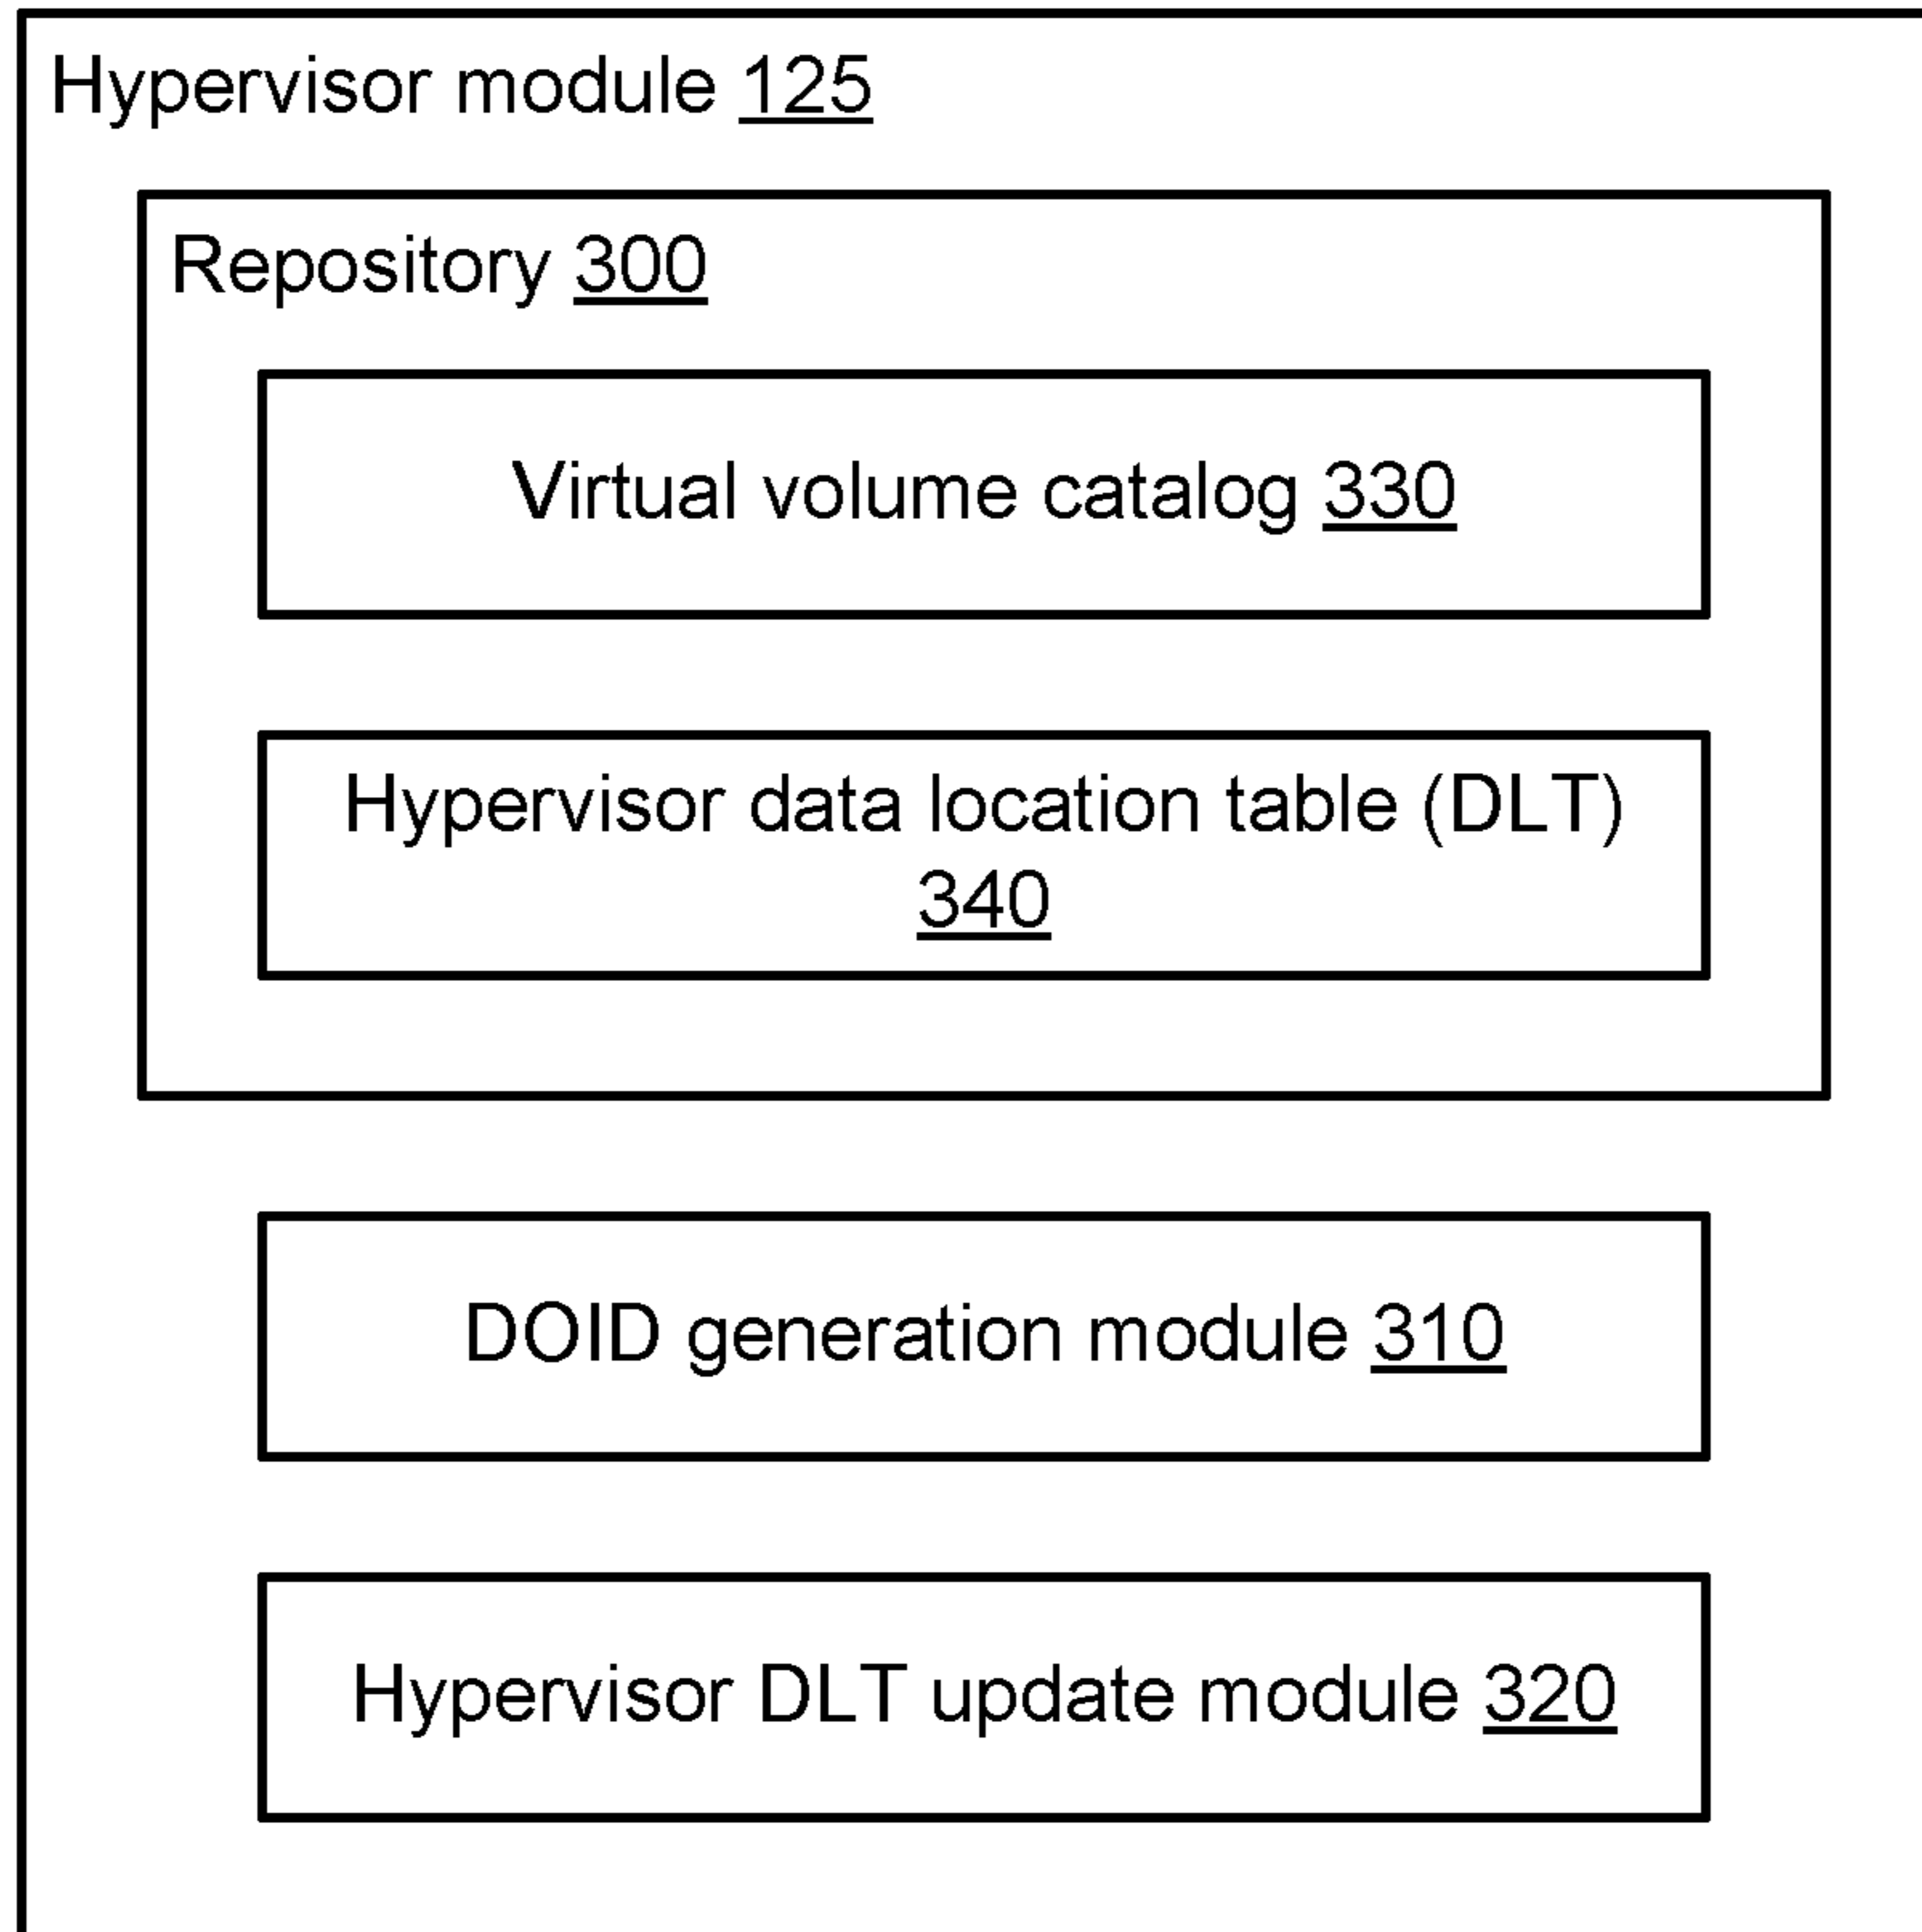 Hypervisor module 125
Repository 300
Virtual volume catalog 330
Hypervisor data location table (DLT)
340
DOID generation module 310
Hypervisor DLT update module 320